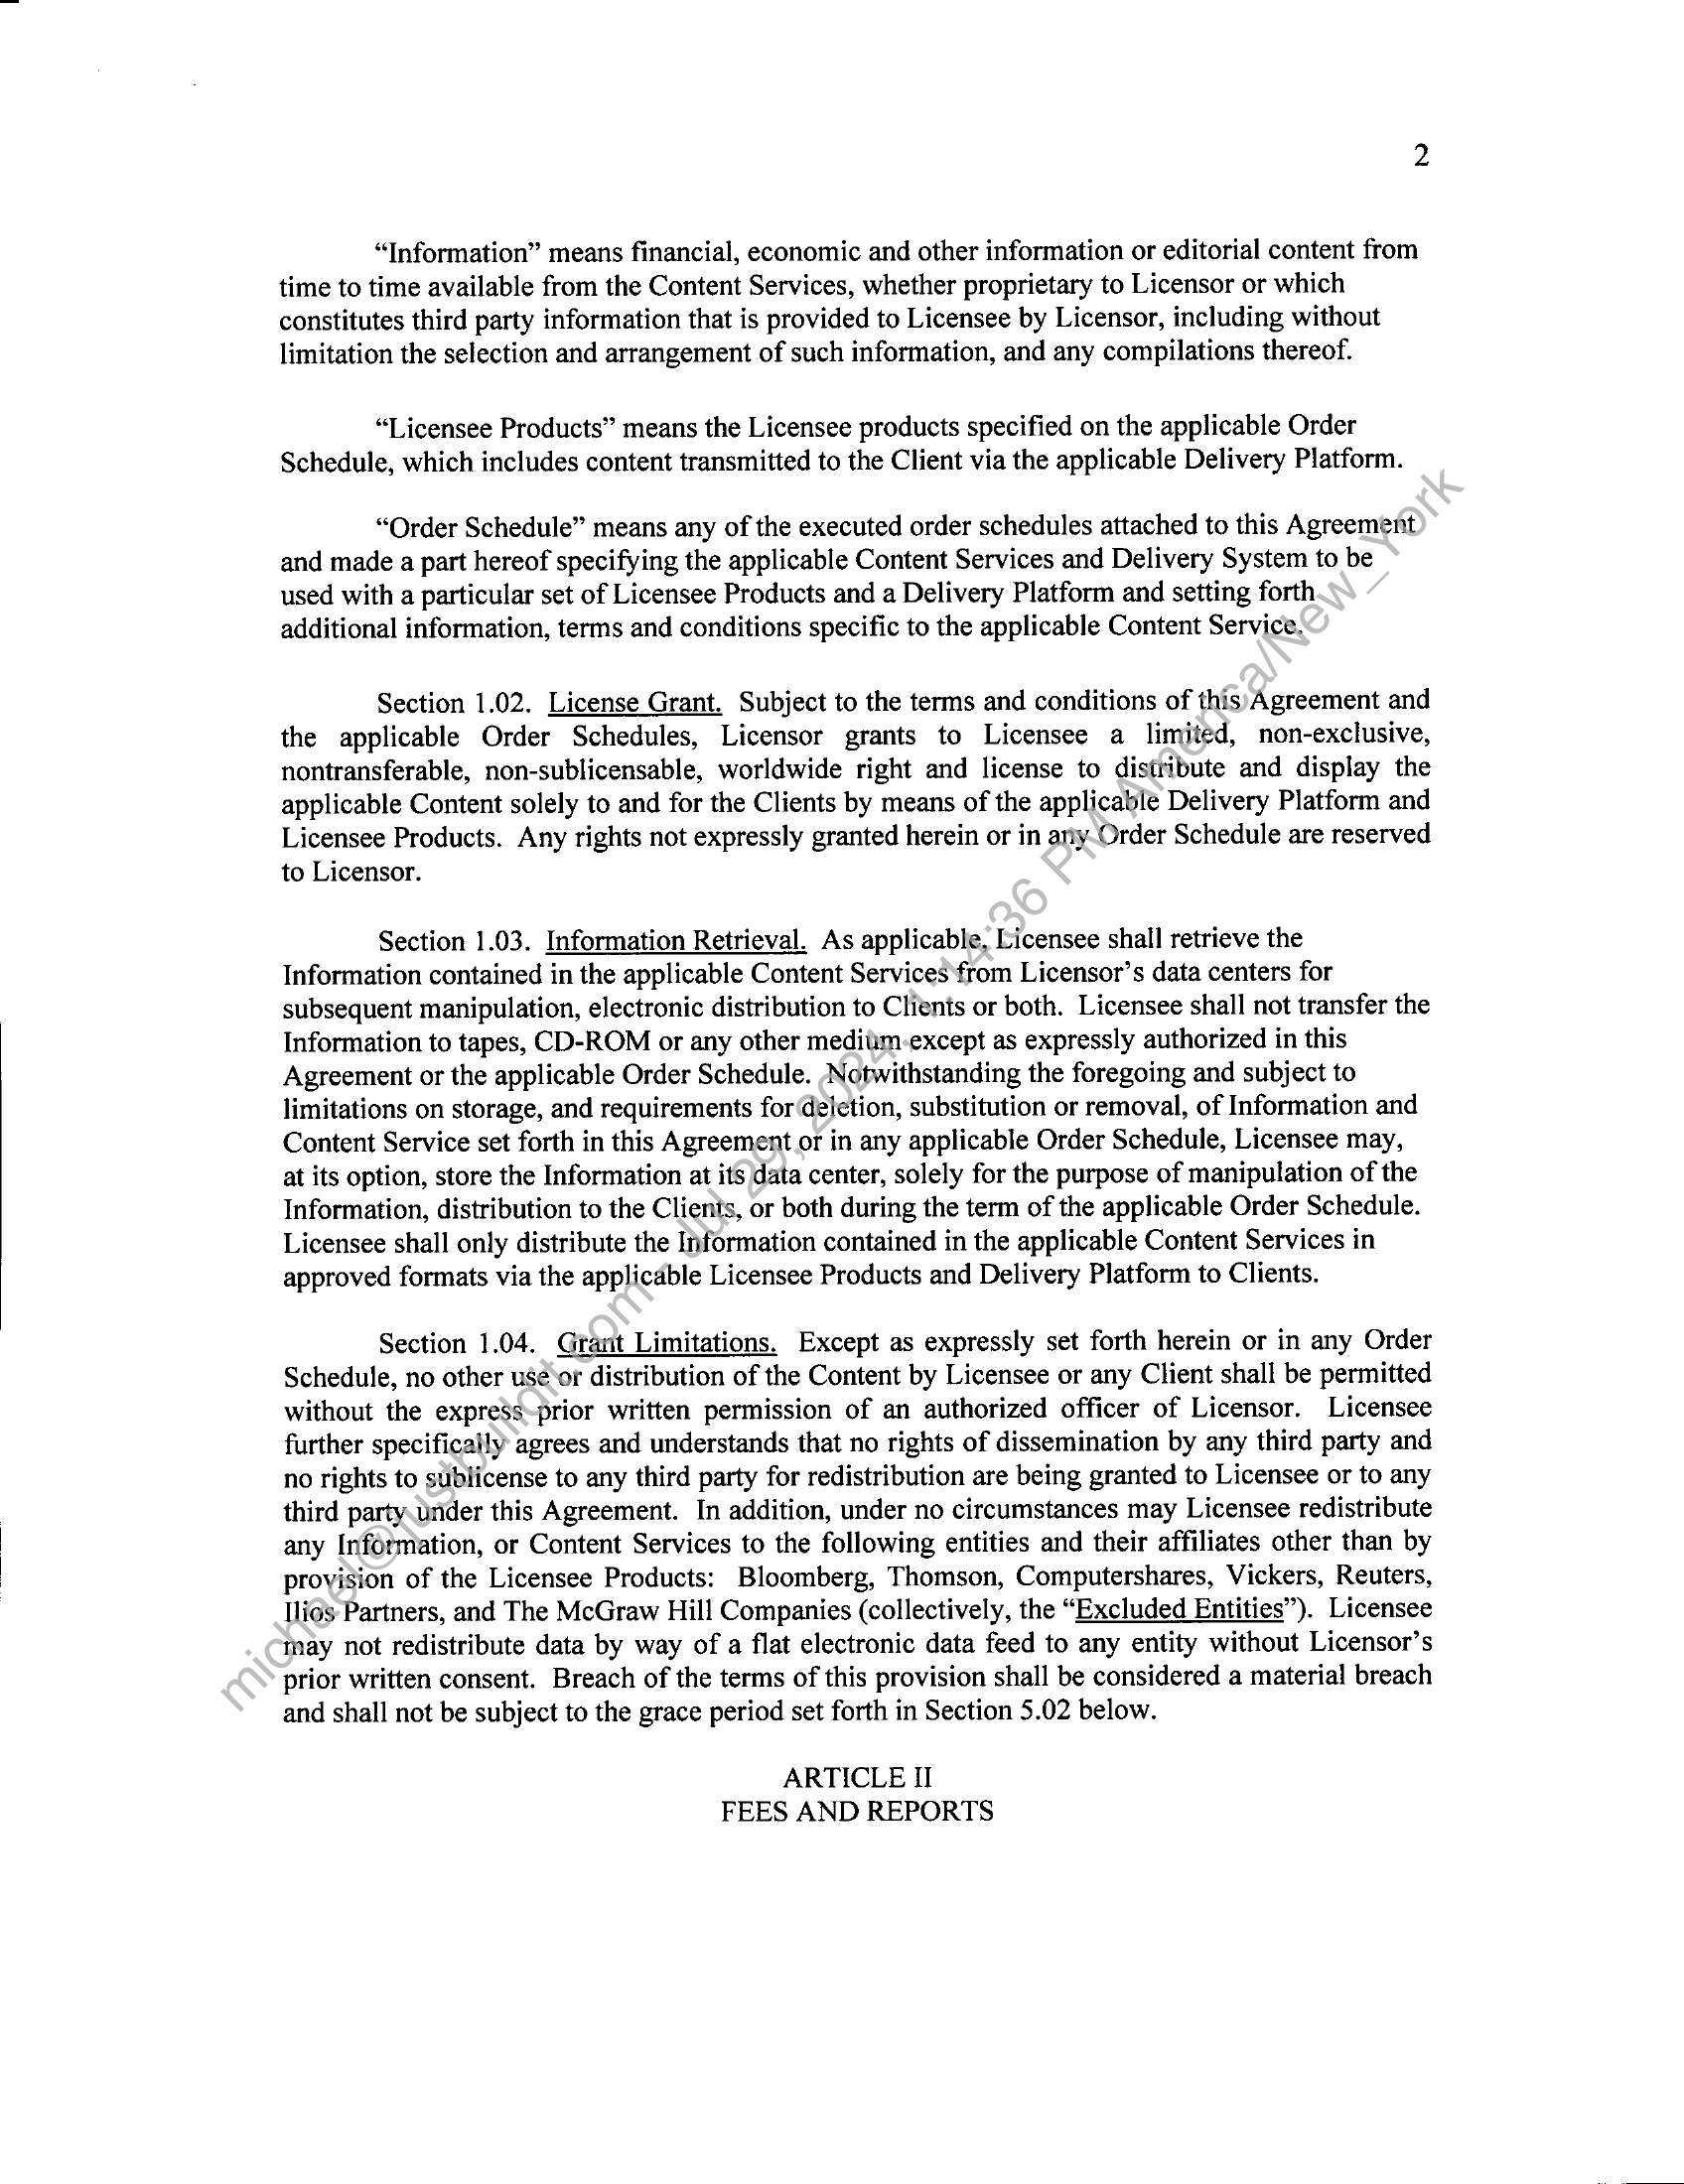 2
“Information” means financial, economic and other information or editorial content from
time to time available from the Content Services, whether proprietary to Licensor or which
constitutes third party information that is provided to Licensee by Licensor, including without
limitation the selection and arrangement of such information, and any compilations thereof.
“Licensee Products” means the Licensee products specified on the applicable Order
Schedule, which includes content transmitted to the Client via the applicable Delivery Platform.
“Order Schedule” means any of the executed order schedules attached to this Agreement
and made a part hereof specifying the applicable Content Services and Delivery System to be
used with a particular set of Licensee Products and a Delivery Platform and setting forth
additional information, terms and conditions specific to the applicable Content Service.
Section 1.02. License Grant. Subject to the terms and conditions of this Agreement and
the applicable Order Schedules, Licensor grants to Licensee a limited, non-exclusive,
nontransferable, non-sublicensable, worldwide right and license to distribute and display the
applicable Content solely to and for the Clients by means of the applicable Delivery Platform and
Licensee Products. Any rights not expressly granted herein or in any Order Schedule are reserved
to Licensor.
Section 1.03. Information Retrieval. As applicable, Licensee shall retrieve the
Information contained in the applicable Content Services from Licensor’s data centers for
subsequent manipulation, electronic distribution to Clients or both. Licensee shall not transfer the
Information to tapes, CD-ROM or any other medium except as expressly authorized in this
Agreement or the applicable Order Schedule. Notwithstanding the foregoing and subject to
limitations on storage, and requirements for deletion, substitution or removal, of Information and
Content Service set forth in this Agreement or in any applicable Order Schedule, Licensee may,
at its option, store the Information at its data center, solely for the purpose of manipulation of the
Information, distribution to the Clients, or both during the term of the applicable Order Schedule.
Licensee shall only distribute the Information contained in the applicable Content Services in
approved formats via the applicable Licensee Products and Delivery Platform to Clients.
Section 1.04. Grant Limitations. Except as expressly set forth herein or in any Order
Schedule, no other use or distribution of the Content by Licensee or any Client shall be permitted
without the express prior written permission of an authorized officer of Licensor. Licensee
further specifically agrees and understands that no rights of dissemination by any third party and
no rights to sublicense to any third party for redistribution are being granted to Licensee or to any
third party under this Agreement. In addition, under no circumstances may Licensee redistribute
any Information, or Content Services to the following entities and their affiliates other than by
provision of the Licensee Products: Bloomberg, Thomson, Computershares, Vickers, Reuters,
Ilios Partners, and The McGraw Hill Companies (collectively, the “Excluded Entities”). Licensee
may not redistribute data by way of a flat electronic data feed to any entity without Licensor’s
prior written consent. Breach of the terms of this provision shall be considered a material breach
and shall not be subject to the grace period set forth in Section 5.02 below.
ARTICLE II
FEES AND REPORTS
michael@justbuildit.com - Jul 29, 2024, 1:14:36 PM America/New_York